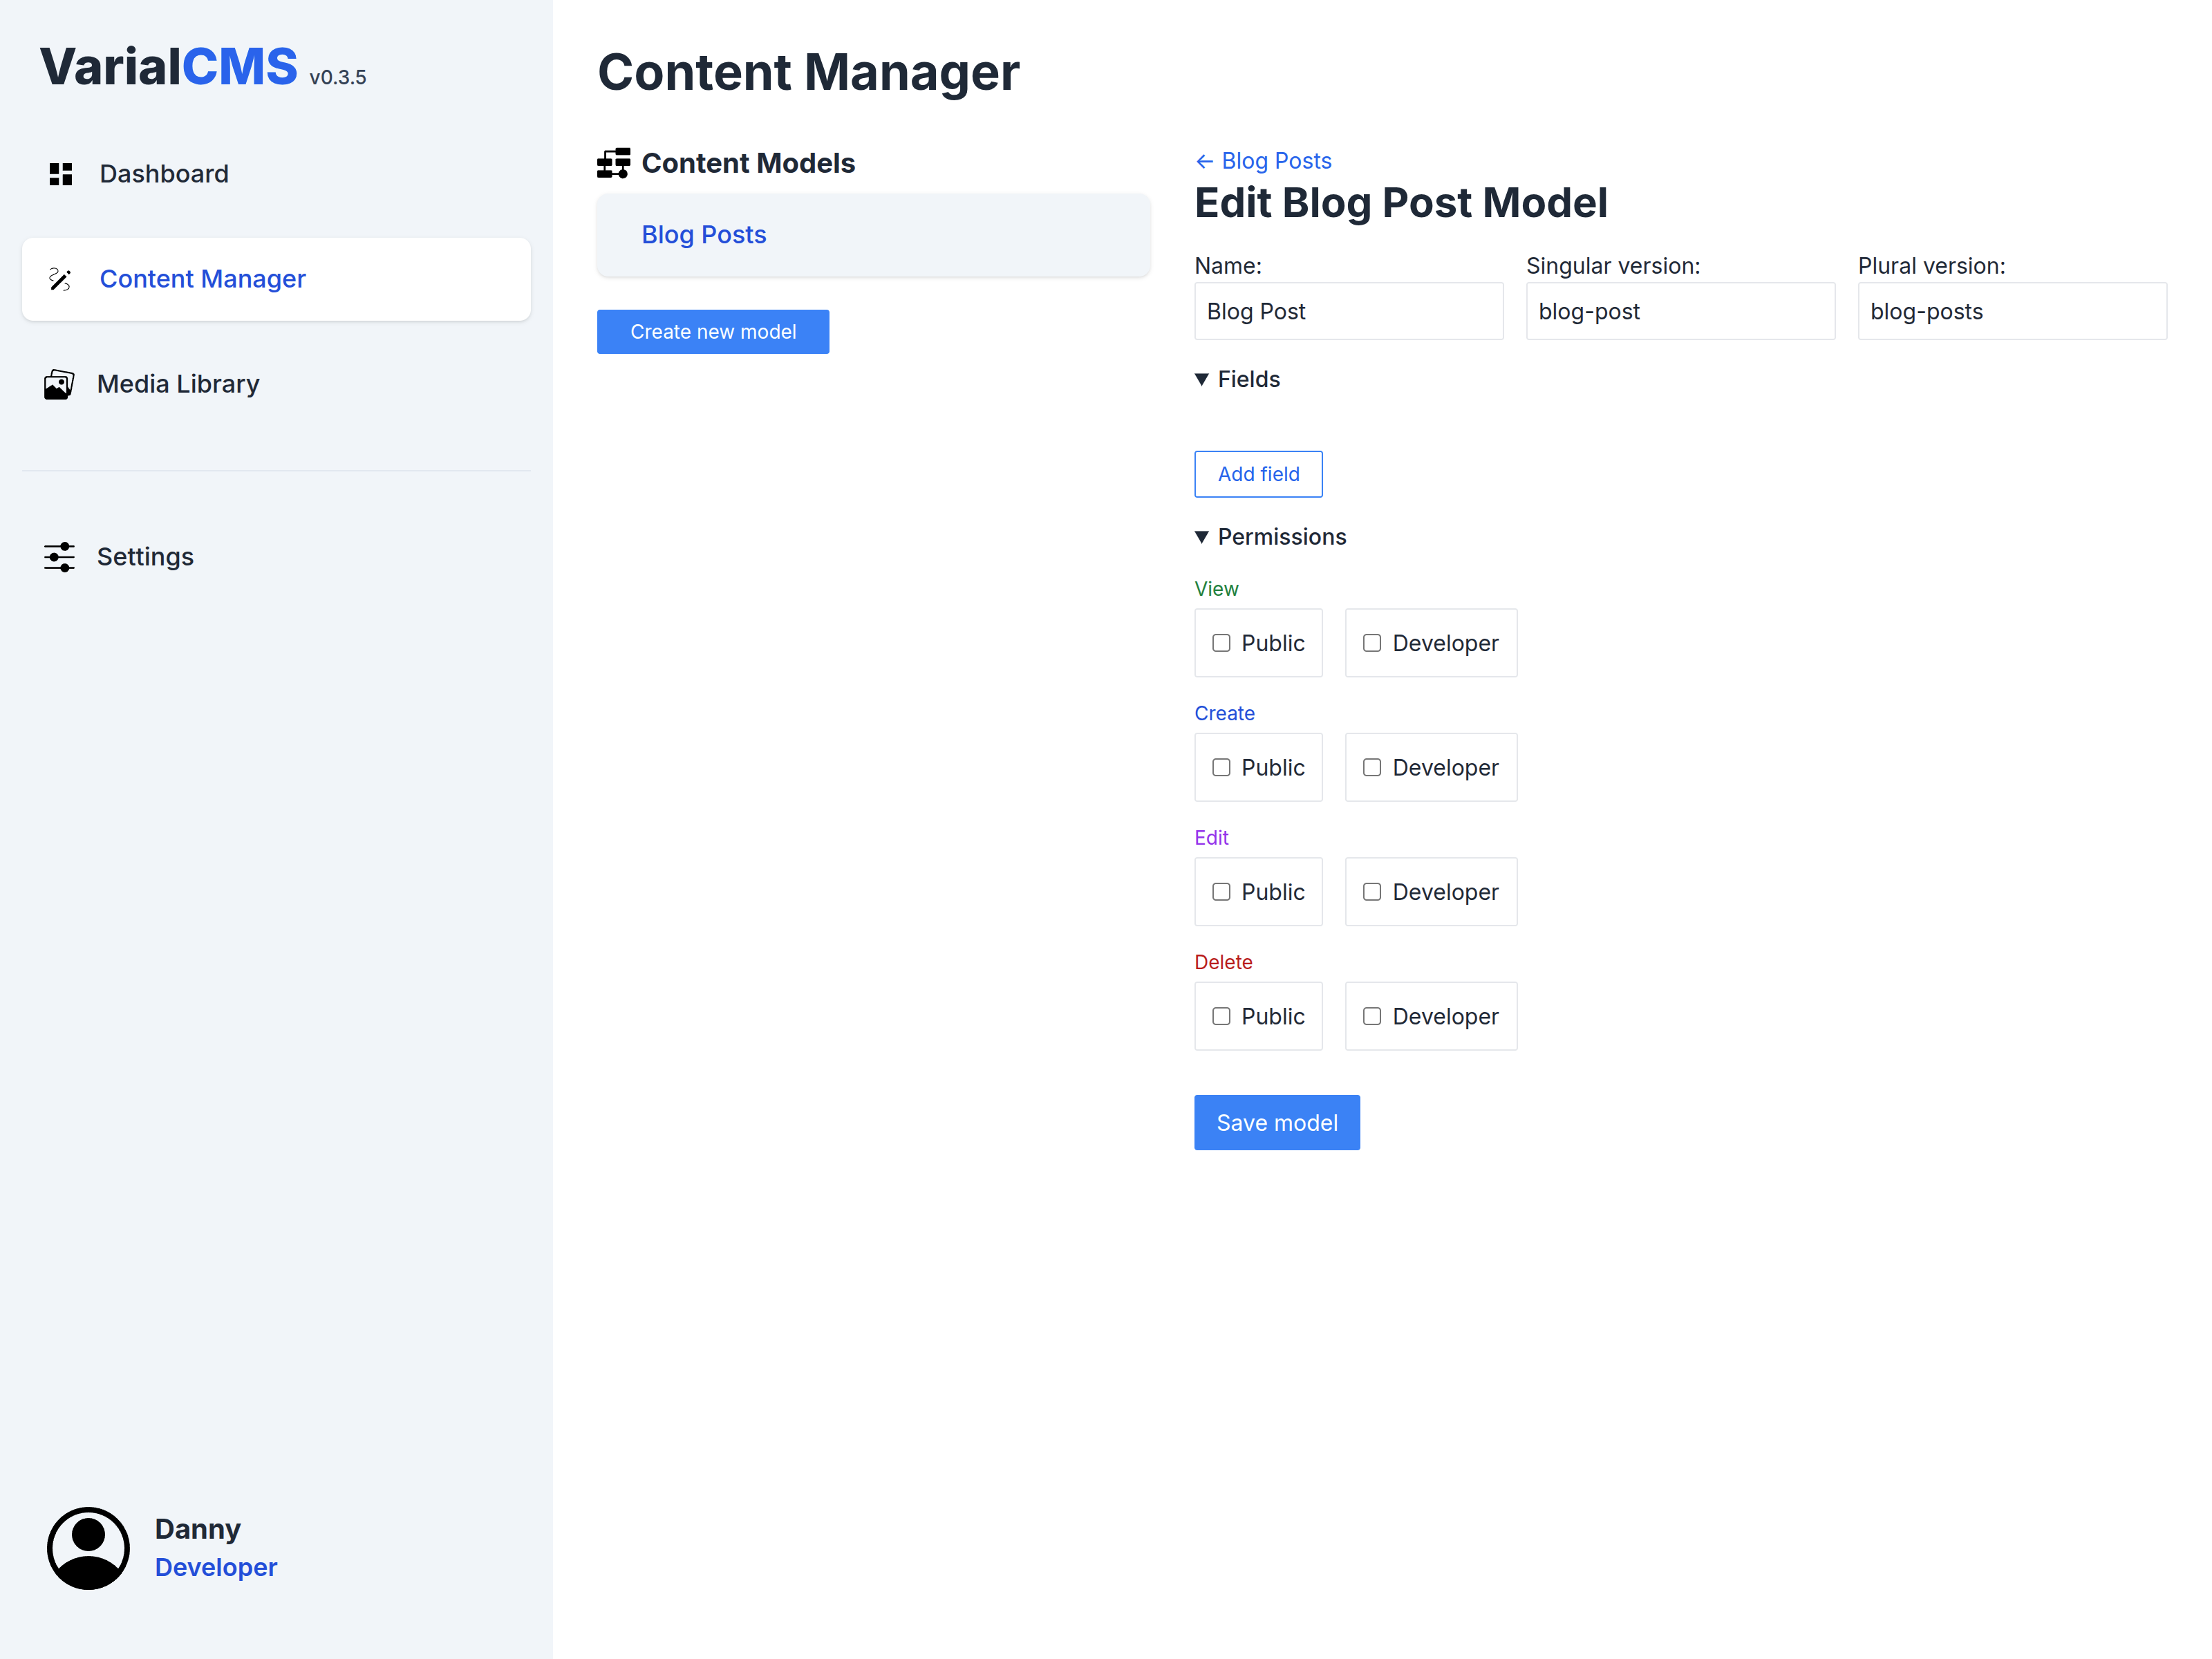 VarialCMS v0.3.5
Dashboard
Content Manager
Media Library
Settings
Danny
Developer
Content Manager
Content Models
Blog Posts
Create new model
← Blog Posts
Edit Blog Post Model
Name: Singular version: Plural version:
Blog Post blog-post blog-posts
▼ Fields
Add field
▼ Permissions
View
Public Developer
Create
Public Developer
Edit
Public Developer
Delete
Public Developer
Save model